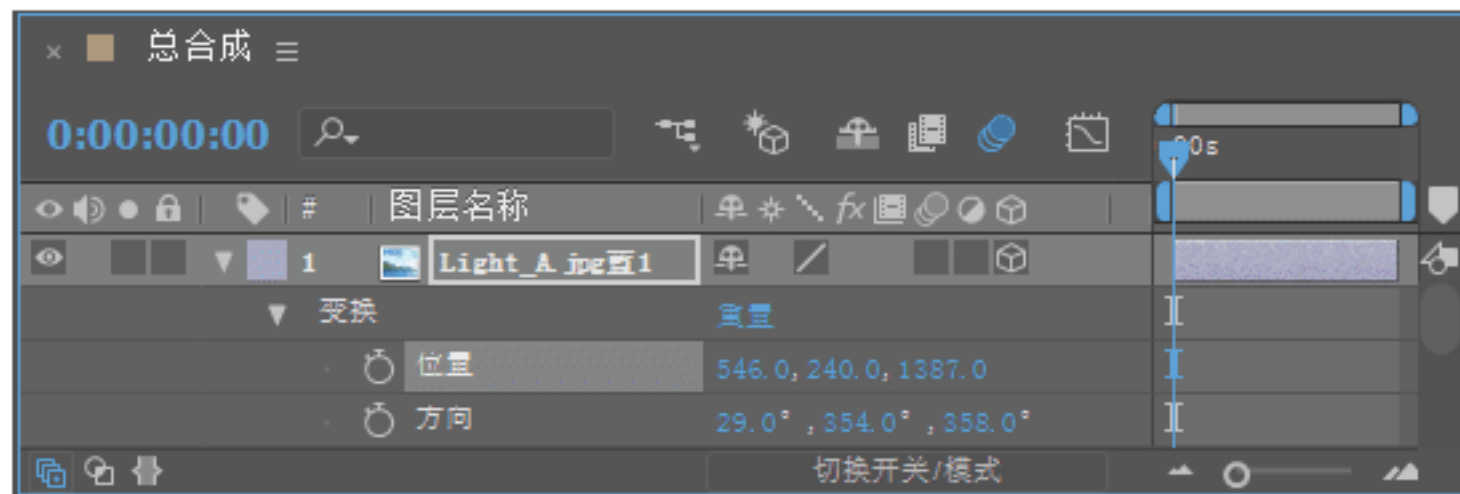 × 总合成 ≡
0:00:00:00
00s
# 图层名称 fx
1 Light_A.jpg
变换 重置
位置 546.0,240.0,1387.0
方向 29.0°,354.0°,358.0°
切换开关/模式